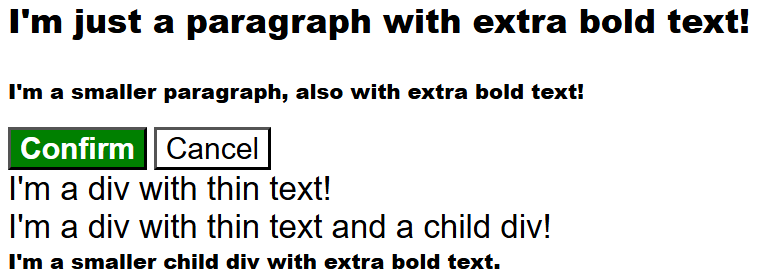 I'm just a paragraph with extra bold text!
I'm a smaller paragraph, also with extra bold text!
Confirm Cancel
I'm a div with thin text!
I'm a div with thin text and a child div!
I'm a smaller child div with extra bold text.